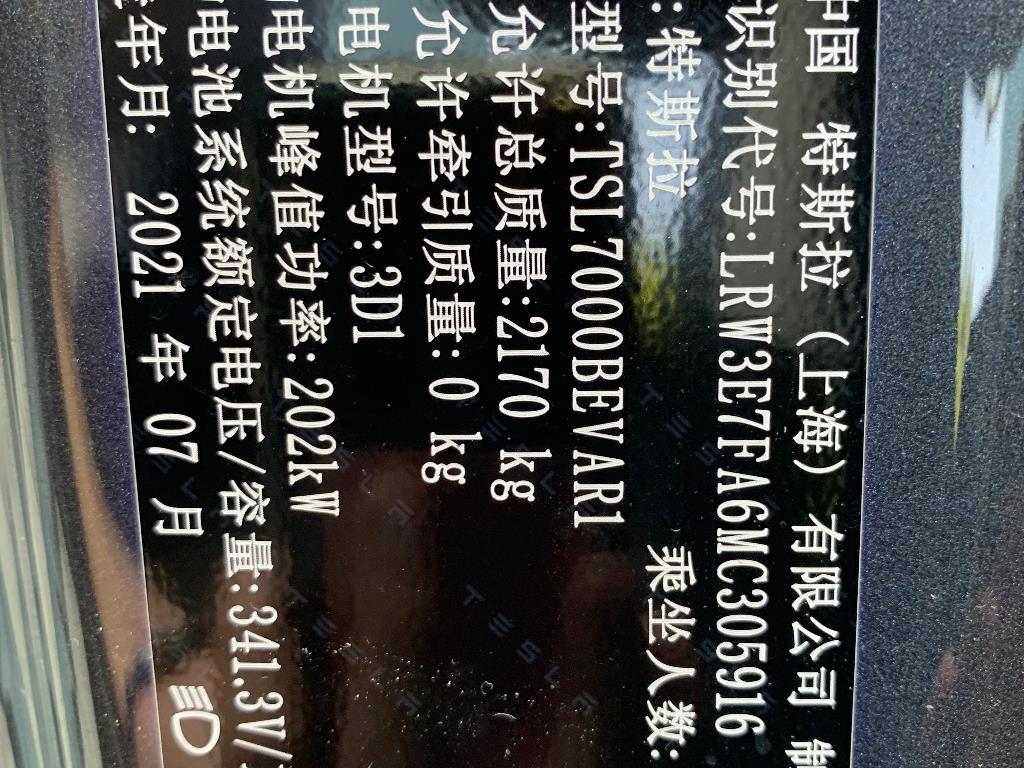 中国 特斯拉（上海）有限公司 制
识别代号:LRW3E7FA6MC305916
:特斯拉 乘坐人数:
型号:TSL7000BEVAR1
允许总质量:2170 kg
允许牵引质量: 0 kg
电机型号:3D1
电机峰值功率:202kW
电池系统额定电压/容量:341.3V/
年月: 2021 年 07 月
TESLA